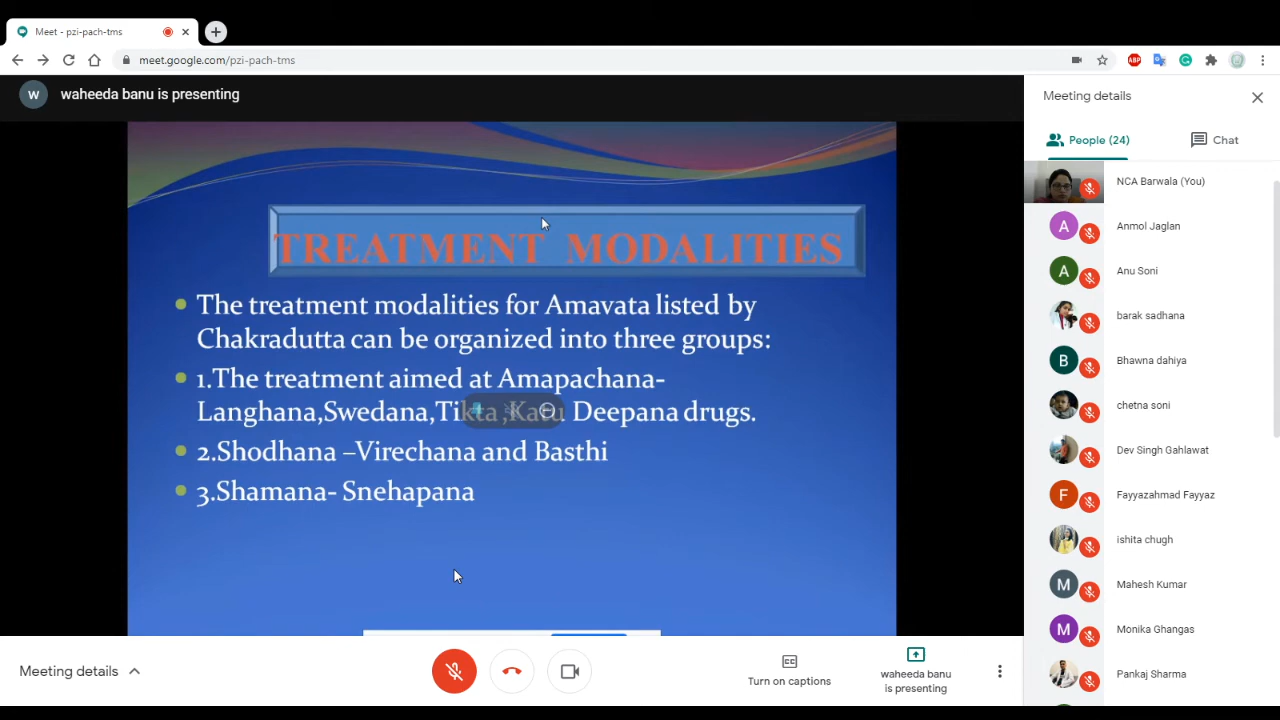 Meet - pzi-pach-tms
meet.google.com/pzi-pach-tms
ABP
W
waheeda banu is presenting
TREATMENT MODALITIES
The treatment modalities for Amavata listed by
Chakradutta can be organized into three groups:
1.The treatment aimed at Amapachana-
Langhana,Swedana,Tikta ,Katu Deepana drugs.
2.Shodhana –Virechana and Basthi
3.Shamana- Snehapana
Meeting details
People (24)
Chat
NCA Barwala (You)
A
Anmol Jaglan
A
Anu Soni
barak sadhana
B
Bhawna dahiya
chetna soni
Dev Singh Gahlawat
F
Fayyazahmad Fayyaz
ishita chugh
M
Mahesh Kumar
M
Monika Ghangas
Pankaj Sharma
Meeting details
CC
Turn on captions
waheeda banu
is presenting